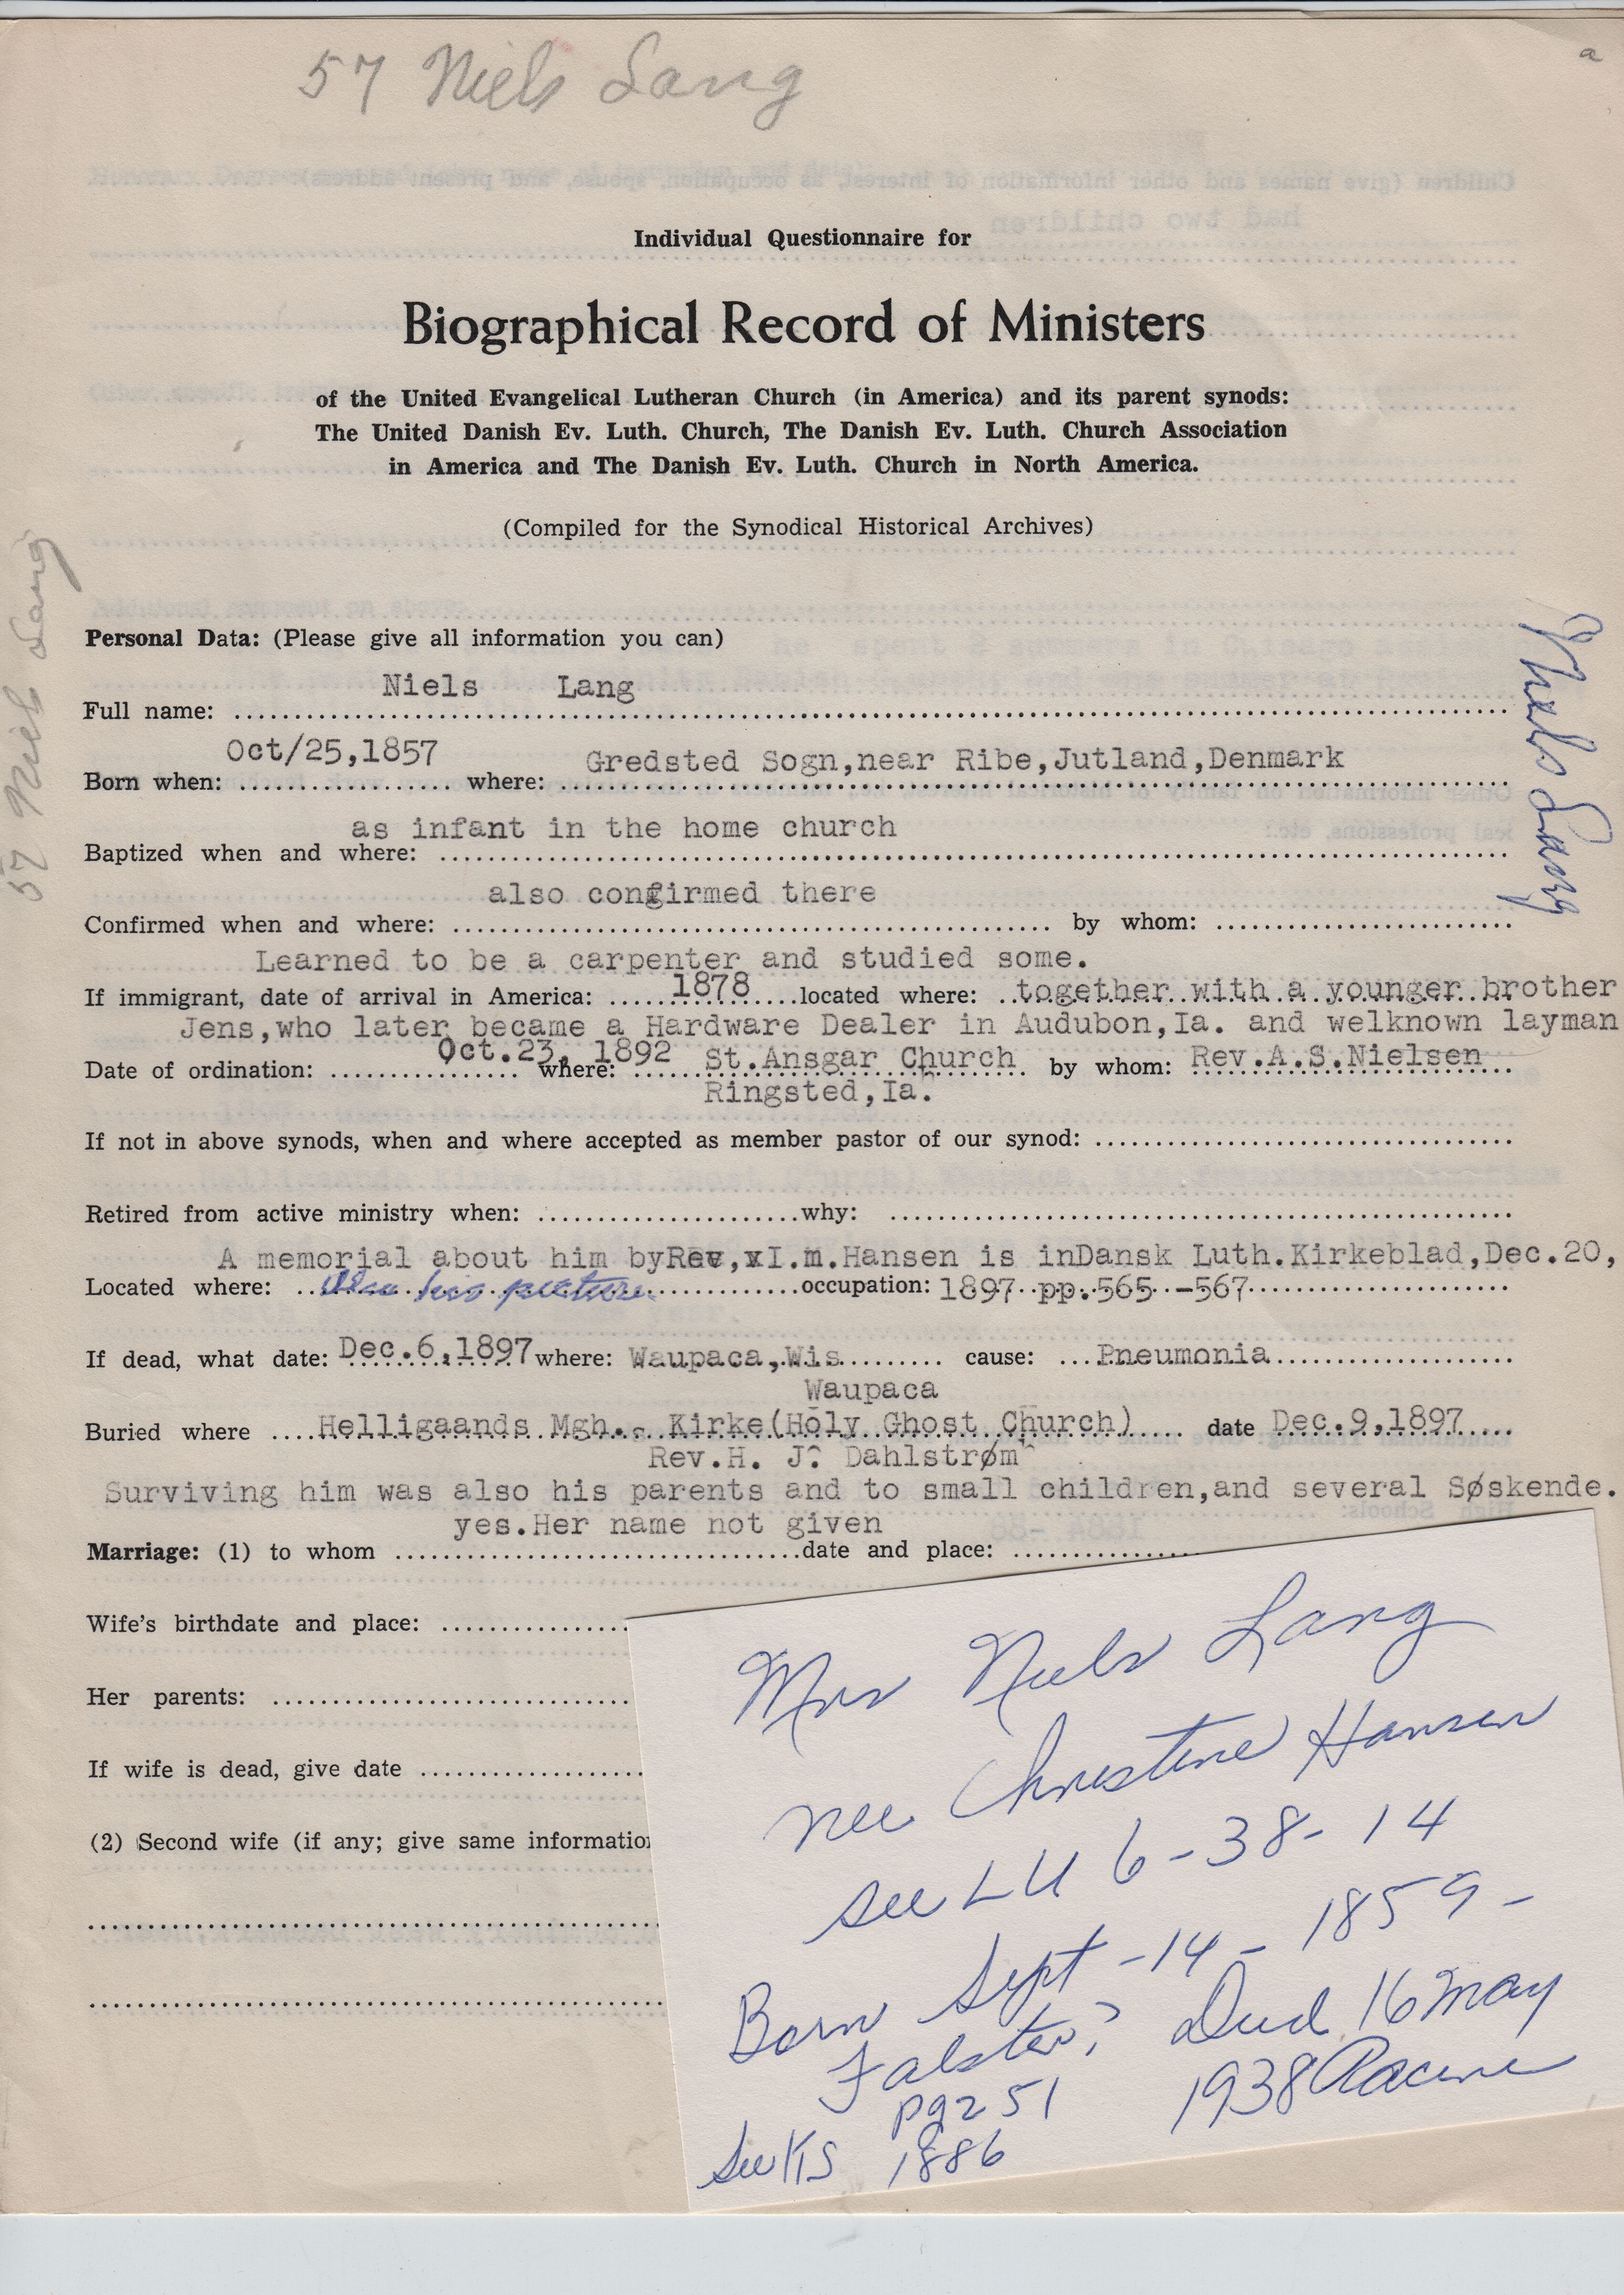 57 Niels Lang
a
Individual Questionnaire for
Biographical Record of Ministers
of the United Evangelical Lutheran Church (in America) and its parent synods:
The United Danish Ev. Luth. Church, The Danish Ev. Luth. Church Association
in America and The Danish Ev. Luth. Church in North America.
(Compiled for the Synodical Historical Archives)
57 Niels Lang
Niels Lang
Personal Data: (Please give all information you can)
Niels Lang
Full name:
Oct/25,1857 Gredsted Sogn,near Ribe,Jutland,Denmark
Born when: where:
as infant in the home church
Baptized when and where:
also confirmed there
Confirmed when and where: by whom:
Learned to be a carpenter and studied some.
If immigrant, date of arrival in America: 1878 located where: together with a younger brother
Jens,who later became a Hardware Dealer in Audubon,Ia. and welknown layman
Oct.23, 1892 St.Ansgar Church Rev.A.S.Nielsen
Date of ordination: where: by whom:
Ringsted,Ia.
If not in above synods, when and where accepted as member pastor of our synod:
Retired from active ministry when: why:
A memorial about him byRev,xI.m.Hansen is inDansk Luth.Kirkeblad,Dec.20,
Located where: Also his picture. occupation: 1897 pp.565 -567
If dead, what date: Dec.6,1897 where: Waupaca,Wis cause: Pneumonia
Waupaca
Buried where Helligaands Mgh. Kirke(Holy Ghost Church) date Dec.9,1897
Rev.H. J. Dahlstrøm
Surviving him was also his parents and to small children,and several Søskende.
yes.Her name not given
Marriage: (1) to whom date and place:
Wife's birthdate and place:
Her parents:
If wife is dead, give date
(2) Second wife (if any; give same informatio
Mrs Niels Lang
nee Christine Hansen
see LU 6-38-14
Born Sept -14- 1859-
Falster? Died 16 May
pg251 1938 Racine
See KS 1886